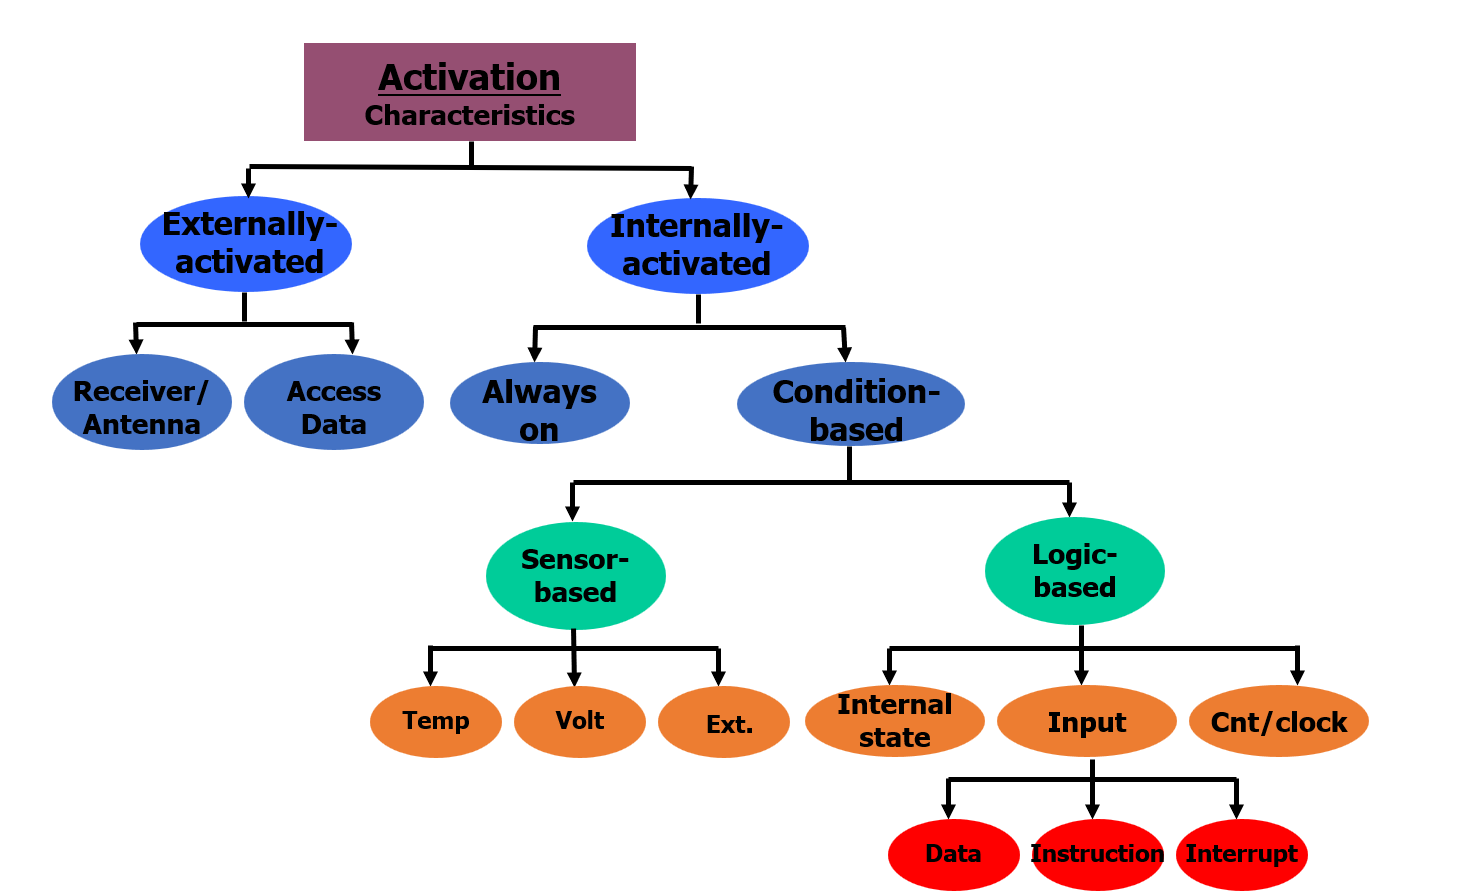 Activation
Characteristics
Externally-
activated
Internally-
activated
Receiver/
Antenna
Access
Data
Always
on
Condition-
based
Sensor-
based
Logic-
based
Temp
Volt
Ext.
Internal
state
Input
Cnt/clock
Data
Instruction
Interrupt